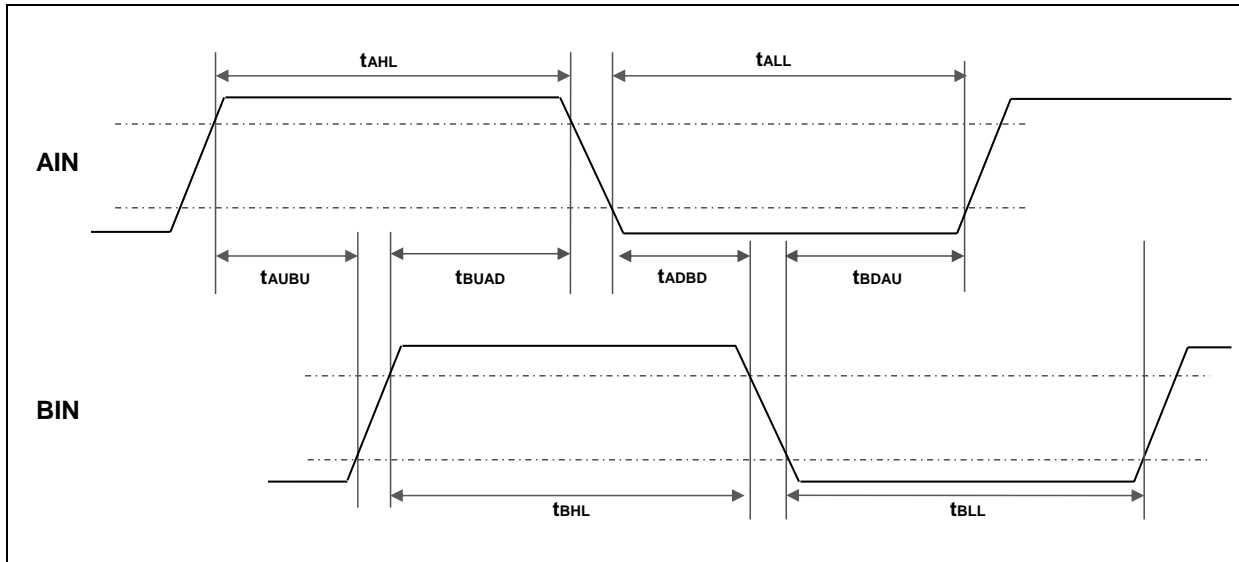 tAHL
tALL
AIN
tAUBU
tBUAD
tADBD
tBDAU
BIN
tBHL
tBLL